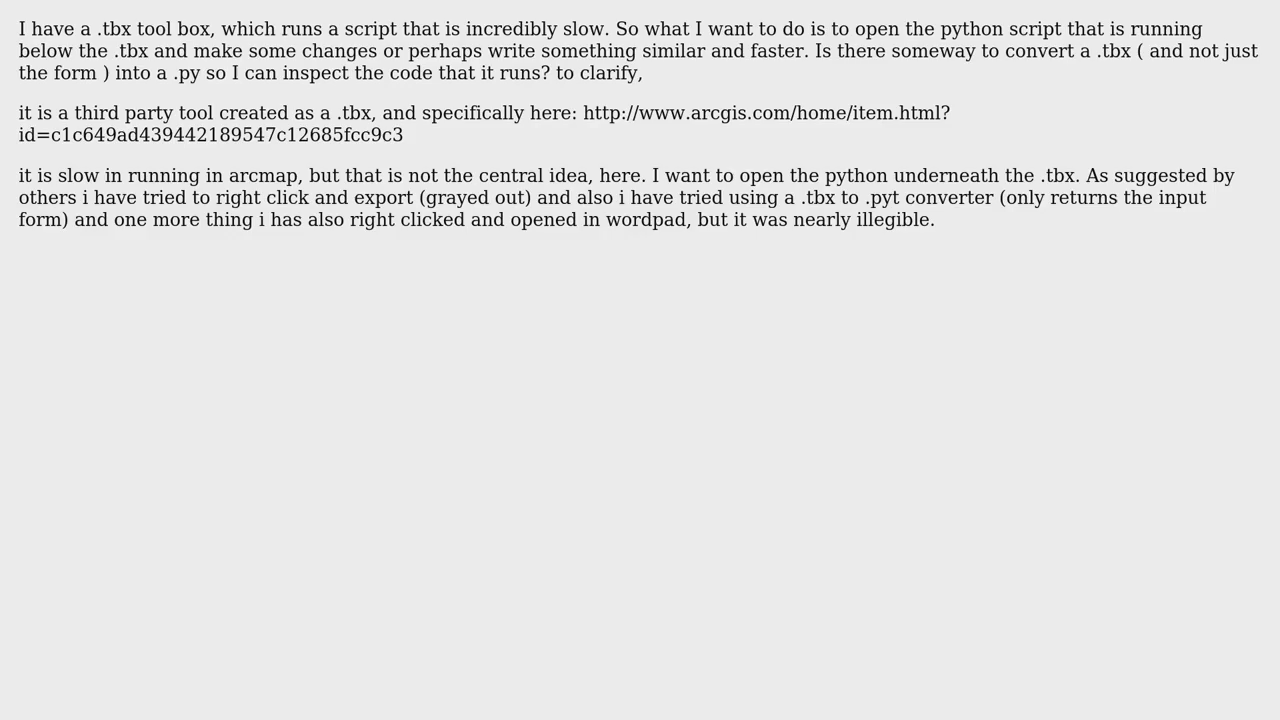 I have a .tbx tool box, which runs a script that is incredibly slow. So what I want to do is to open the python script that is running
below the .tbx and make some changes or perhaps write something similar and faster. Is there someway to convert a .tbx ( and not just
the form ) into a .py so I can inspect the code that it runs? to clarify,
it is a third party tool created as a .tbx, and specifically here: http://www.arcgis.com/home/item.html?
id=c1c649ad439442189547c12685fcc9c3
it is slow in running in arcmap, but that is not the central idea, here. I want to open the python underneath the .tbx. As suggested by
others i have tried to right click and export (grayed out) and also i have tried using a .tbx to .pyt converter (only returns the input
form) and one more thing i has also right clicked and opened in wordpad, but it was nearly illegible.